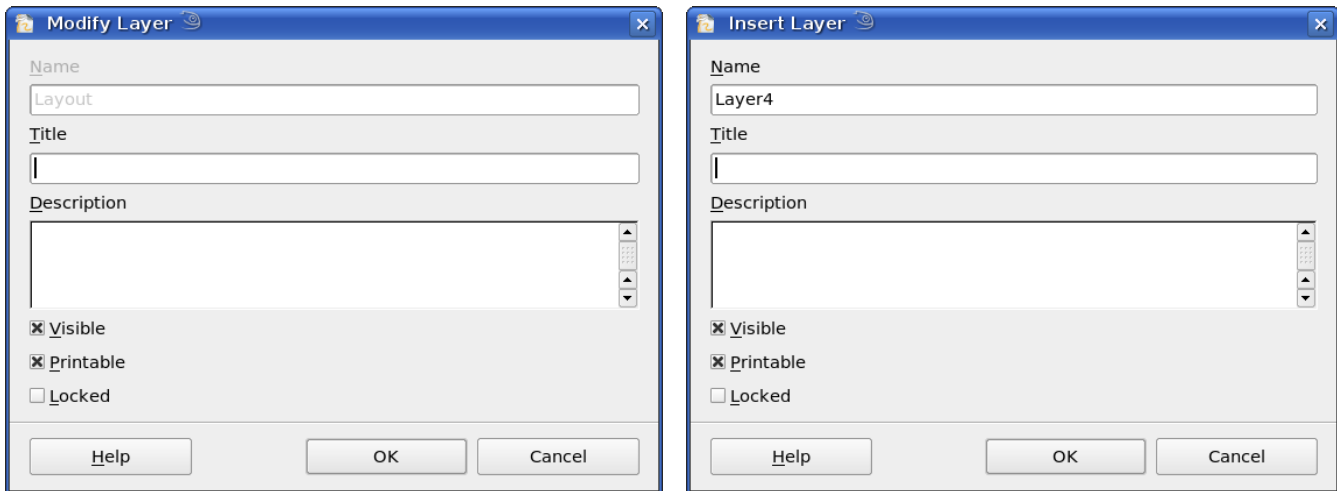 Modify Layer
Name
Layout
Title
Description
Visible
Printable
Locked
Help OK Cancel
Insert Layer
Name
Layer4
Title
Description
Visible
Printable
Locked
Help OK Cancel